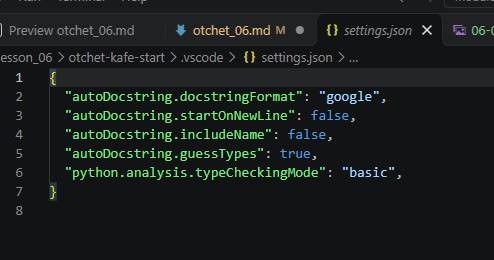 Preview otchet_06.md
otchet_06.md M
settings.json
06-0
esson_06 > otchet-kafe-start > .vscode > {} settings.json > ...
1 {
2 "autoDocstring.docstringFormat": "google",
3 "autoDocstring.startOnNewLine": false,
4 "autoDocstring.includeName": false,
5 "autoDocstring.guessTypes": true,
6 "python.analysis.typeCheckingMode": "basic",
7 }
8